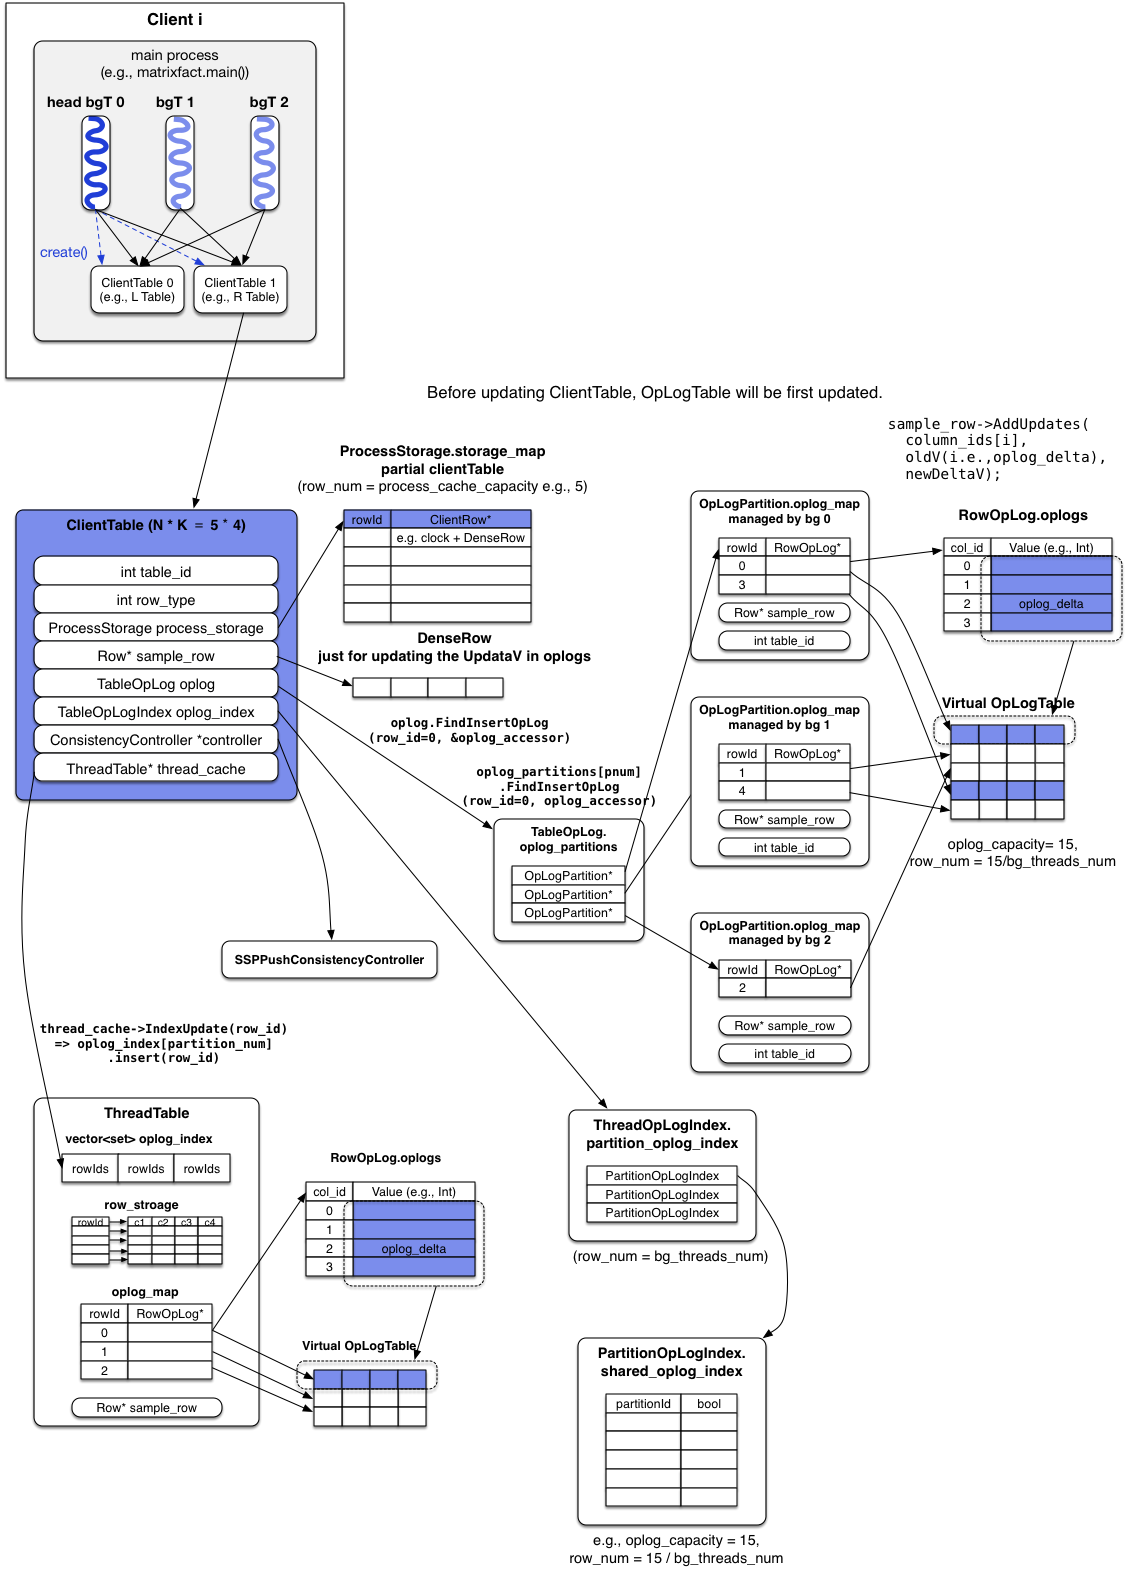 Client i
main process
(e.g., matrixfact.main())
head bgT 0
bgT 1
bgT 2
create()
ClientTable 0
(e.g., L Table)
ClientTable 1
(e.g., R Table)
Before updating ClientTable, OpLogTable will be first updated.
sample_row->AddUpdates(
column_ids[i],
oldV(i.e.,oplog_delta),
newDeltaV);
ProcessStorage.storage_map
partial clientTable
(row_num = process_cache_capacity e.g., 5)
rowId
ClientRow*
e.g. clock + DenseRow
ClientTable (N * K = 5 * 4)
int table_id
int row_type
ProcessStorage process_storage
Row* sample_row
TableOpLog oplog
TableOpLogIndex oplog_index
ConsistencyController *controller
ThreadTable* thread_cache
DenseRow
just for updating the UpdataV in oplogs
oplog.FindInsertOpLog
(row_id=0, &oplog_accessor)
oplog_partitions[pnum]
.FindInsertOpLog
(row_id=0, oplog_accessor)
TableOpLog.
oplog_partitions
OpLogPartition*
OpLogPartition*
OpLogPartition*
OpLogPartition.oplog_map
managed by bg 0
rowId
RowOpLog*
0
3
Row* sample_row
int table_id
OpLogPartition.oplog_map
managed by bg 1
rowId
RowOpLog*
1
4
Row* sample_row
int table_id
OpLogPartition.oplog_map
managed by bg 2
rowId
RowOpLog*
2
Row* sample_row
int table_id
RowOpLog.oplogs
col_id
Value (e.g., Int)
0
1
2
oplog_delta
3
Virtual OpLogTable
oplog_capacity= 15,
row_num = 15/bg_threads_num
SSPPushConsistencyController
thread_cache->IndexUpdate(row_id)
=> oplog_index[partition_num]
.insert(row_id)
ThreadTable
vector<set> oplog_index
rowIds
rowIds
rowIds
row_stroage
rowId
c1
c2
c3
c4
oplog_map
rowId
RowOpLog*
0
1
2
Row* sample_row
RowOpLog.oplogs
col_id
Value (e.g., Int)
0
1
2
oplog_delta
3
Virtual OpLogTable
ThreadOpLogIndex.
partition_oplog_index
PartitionOpLogIndex
PartitionOpLogIndex
PartitionOpLogIndex
(row_num = bg_threads_num)
PartitionOpLogIndex.
shared_oplog_index
partitionId
bool
e.g., oplog_capacity = 15,
row_num = 15 / bg_threads_num